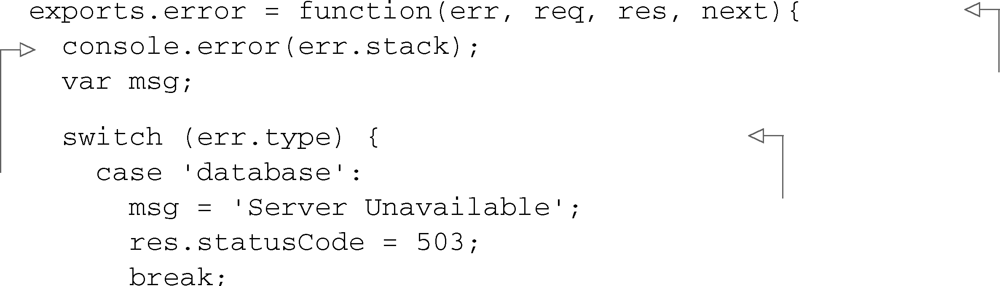 exports.error = function(err, req, res, next){
  console.error(err.stack);
  var msg;

  switch (err.type) {
    case 'database':
      msg = 'Server Unavailable';
      res.statusCode = 503;
      break;